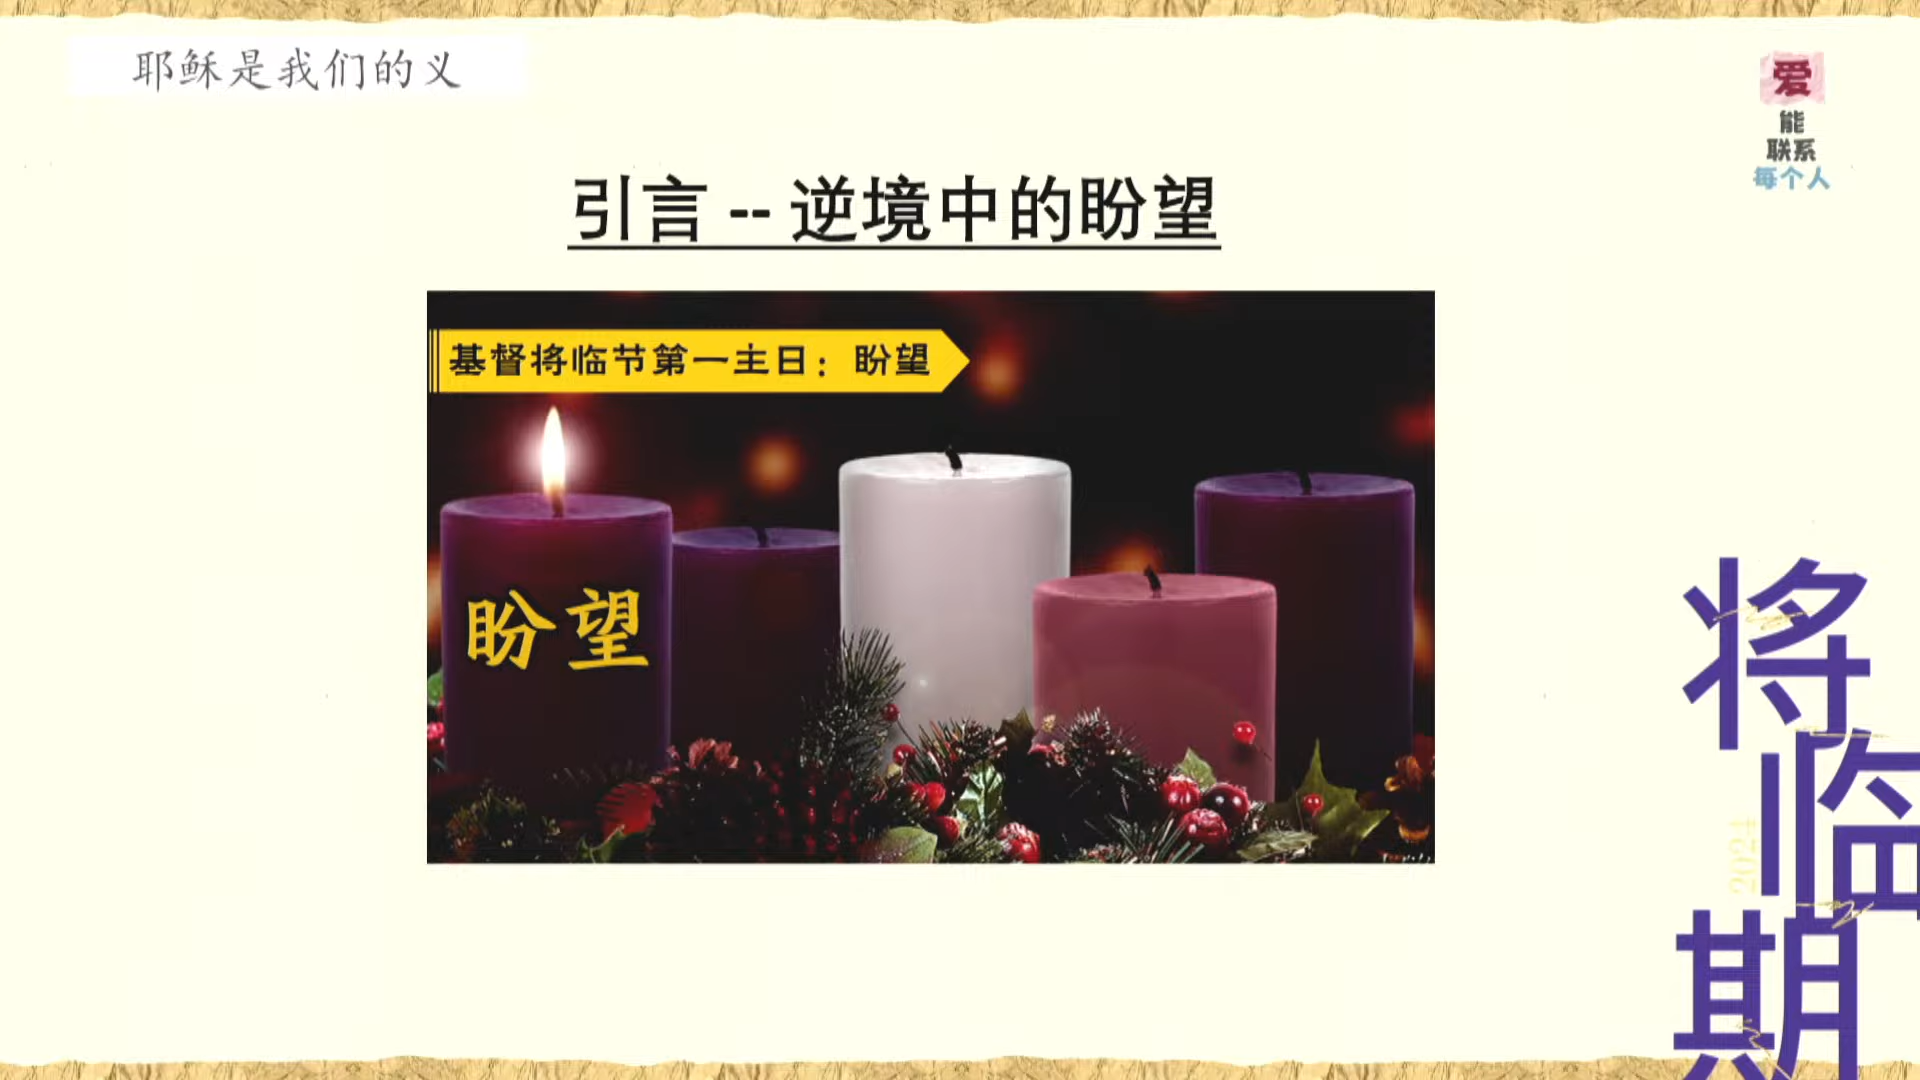 耶稣是我们的义
爱
能
联系
每个人
引言 -- 逆境中的盼望
基督将临节第一主日：盼望
盼望
将
临
期
2024